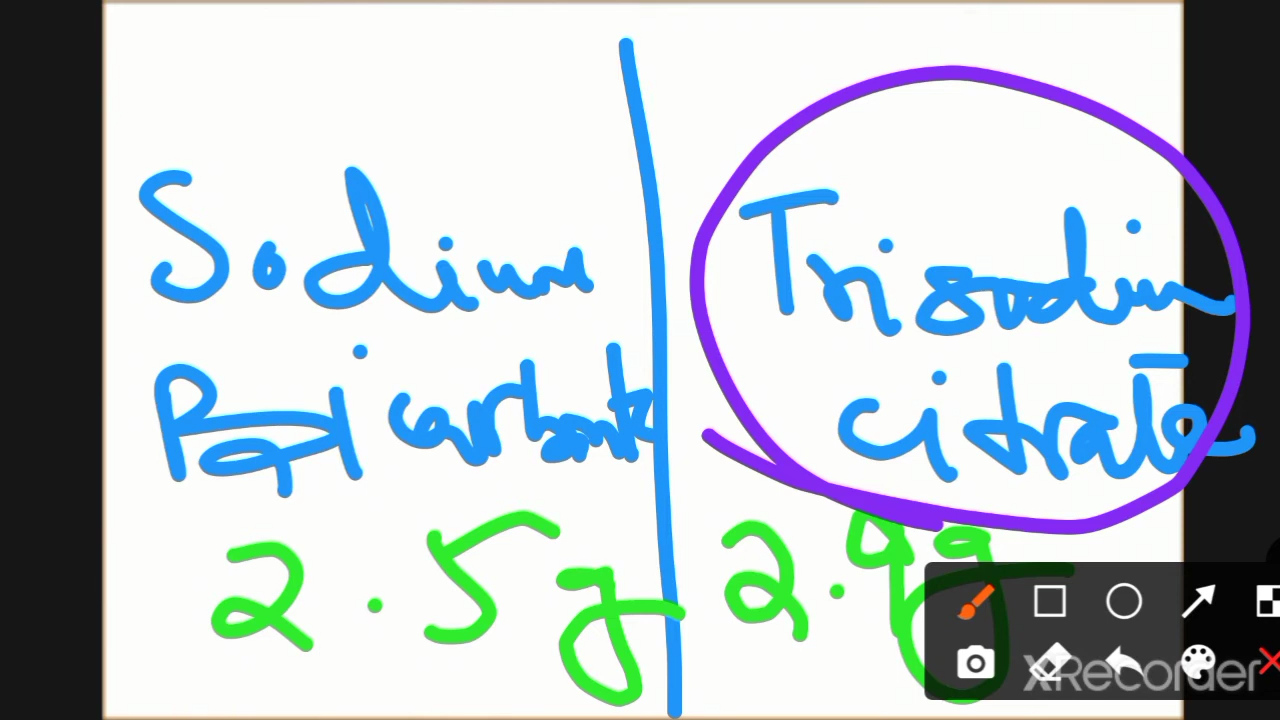 Sodium
Bicarbonate
2.5g
Trisodium
citrate
2.9g
XRecorder